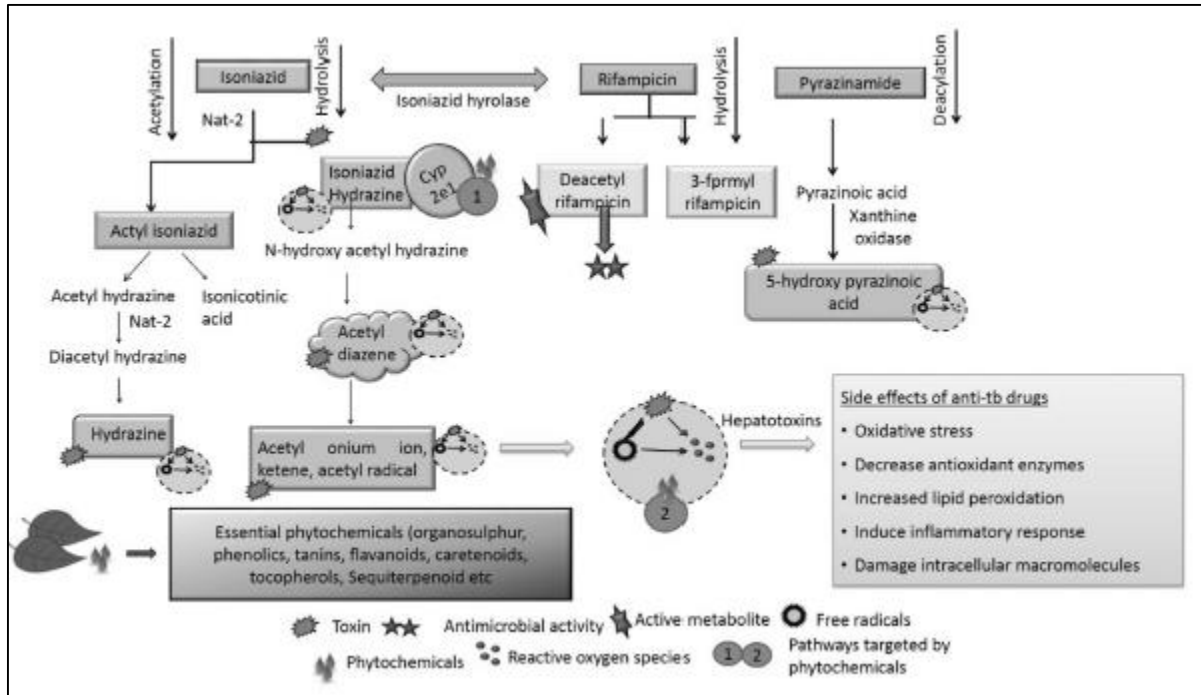 Acetylation
Isoniazid
Hydrolysis
Nat-2
Isoniazid hyrolase
Rifampicin
Hydrolysis
Pyrazinamide
Deacylation
Isoniazid
Hydrazine
Cyp
2e1
1
Deacetyl
rifampicin
3-fprmyl
rifampicin
Pyrazinoic acid
Xanthine
oxidase
Actyl isoniazid
N-hydroxy acetyl hydrazine
5-hydroxy pyrazinoic
acid
Acetyl hydrazine
Isonicotinic
acid
Nat-2
Diacetyl hydrazine
Acetyl
diazene
Hydrazine
Acetyl onium ion,
ketene, acetyl radical
Hepatotoxins
2
Side effects of anti-tb drugs
• Oxidative stress
• Decrease antioxidant enzymes
• Increased lipid peroxidation
• Induce inflammatory response
• Damage intracellular macromolecules
Essential phytochemicals (organosulphur,
phenolics, tanins, flavanoids, caretenoids,
tocopherols, Sequiterpenoid etc
Toxin
Antimicrobial activity
Active metabolite
Free radicals
Phytochemicals
Reactive oxygen species
1 2
Pathways targeted by
phytochemicals